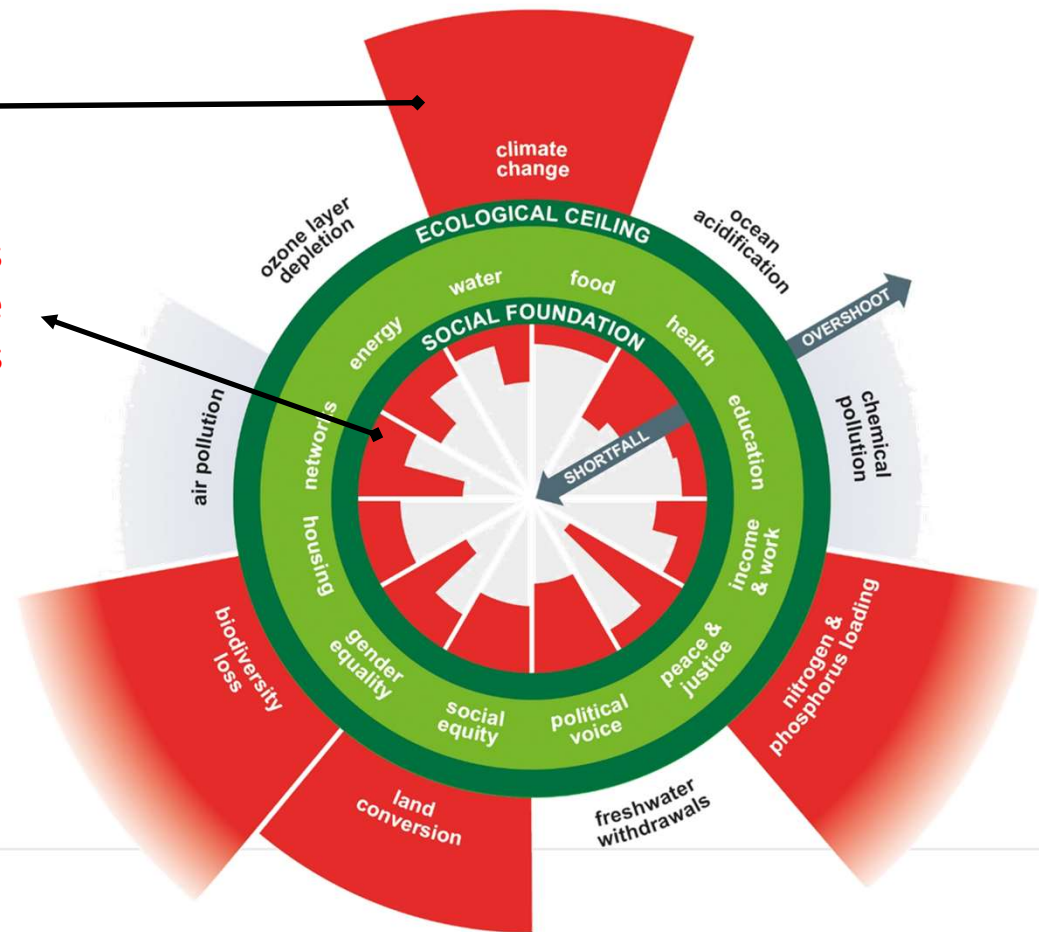 climate
change
ozone layer
depletion
ocean
acidification
ECOLOGICAL CEILING
water
food
SOCIAL FOUNDATION
energy
health
OVERSHOOT
s
e
s
air pollution
networks
education
chemical
pollution
SHORTFALL
housing
income
& work
biodiversity
loss
gender
equality
social
equity
political
voice
peace &
justice
nitrogen &
phosphorus loading
land
conversion
freshwater
withdrawals